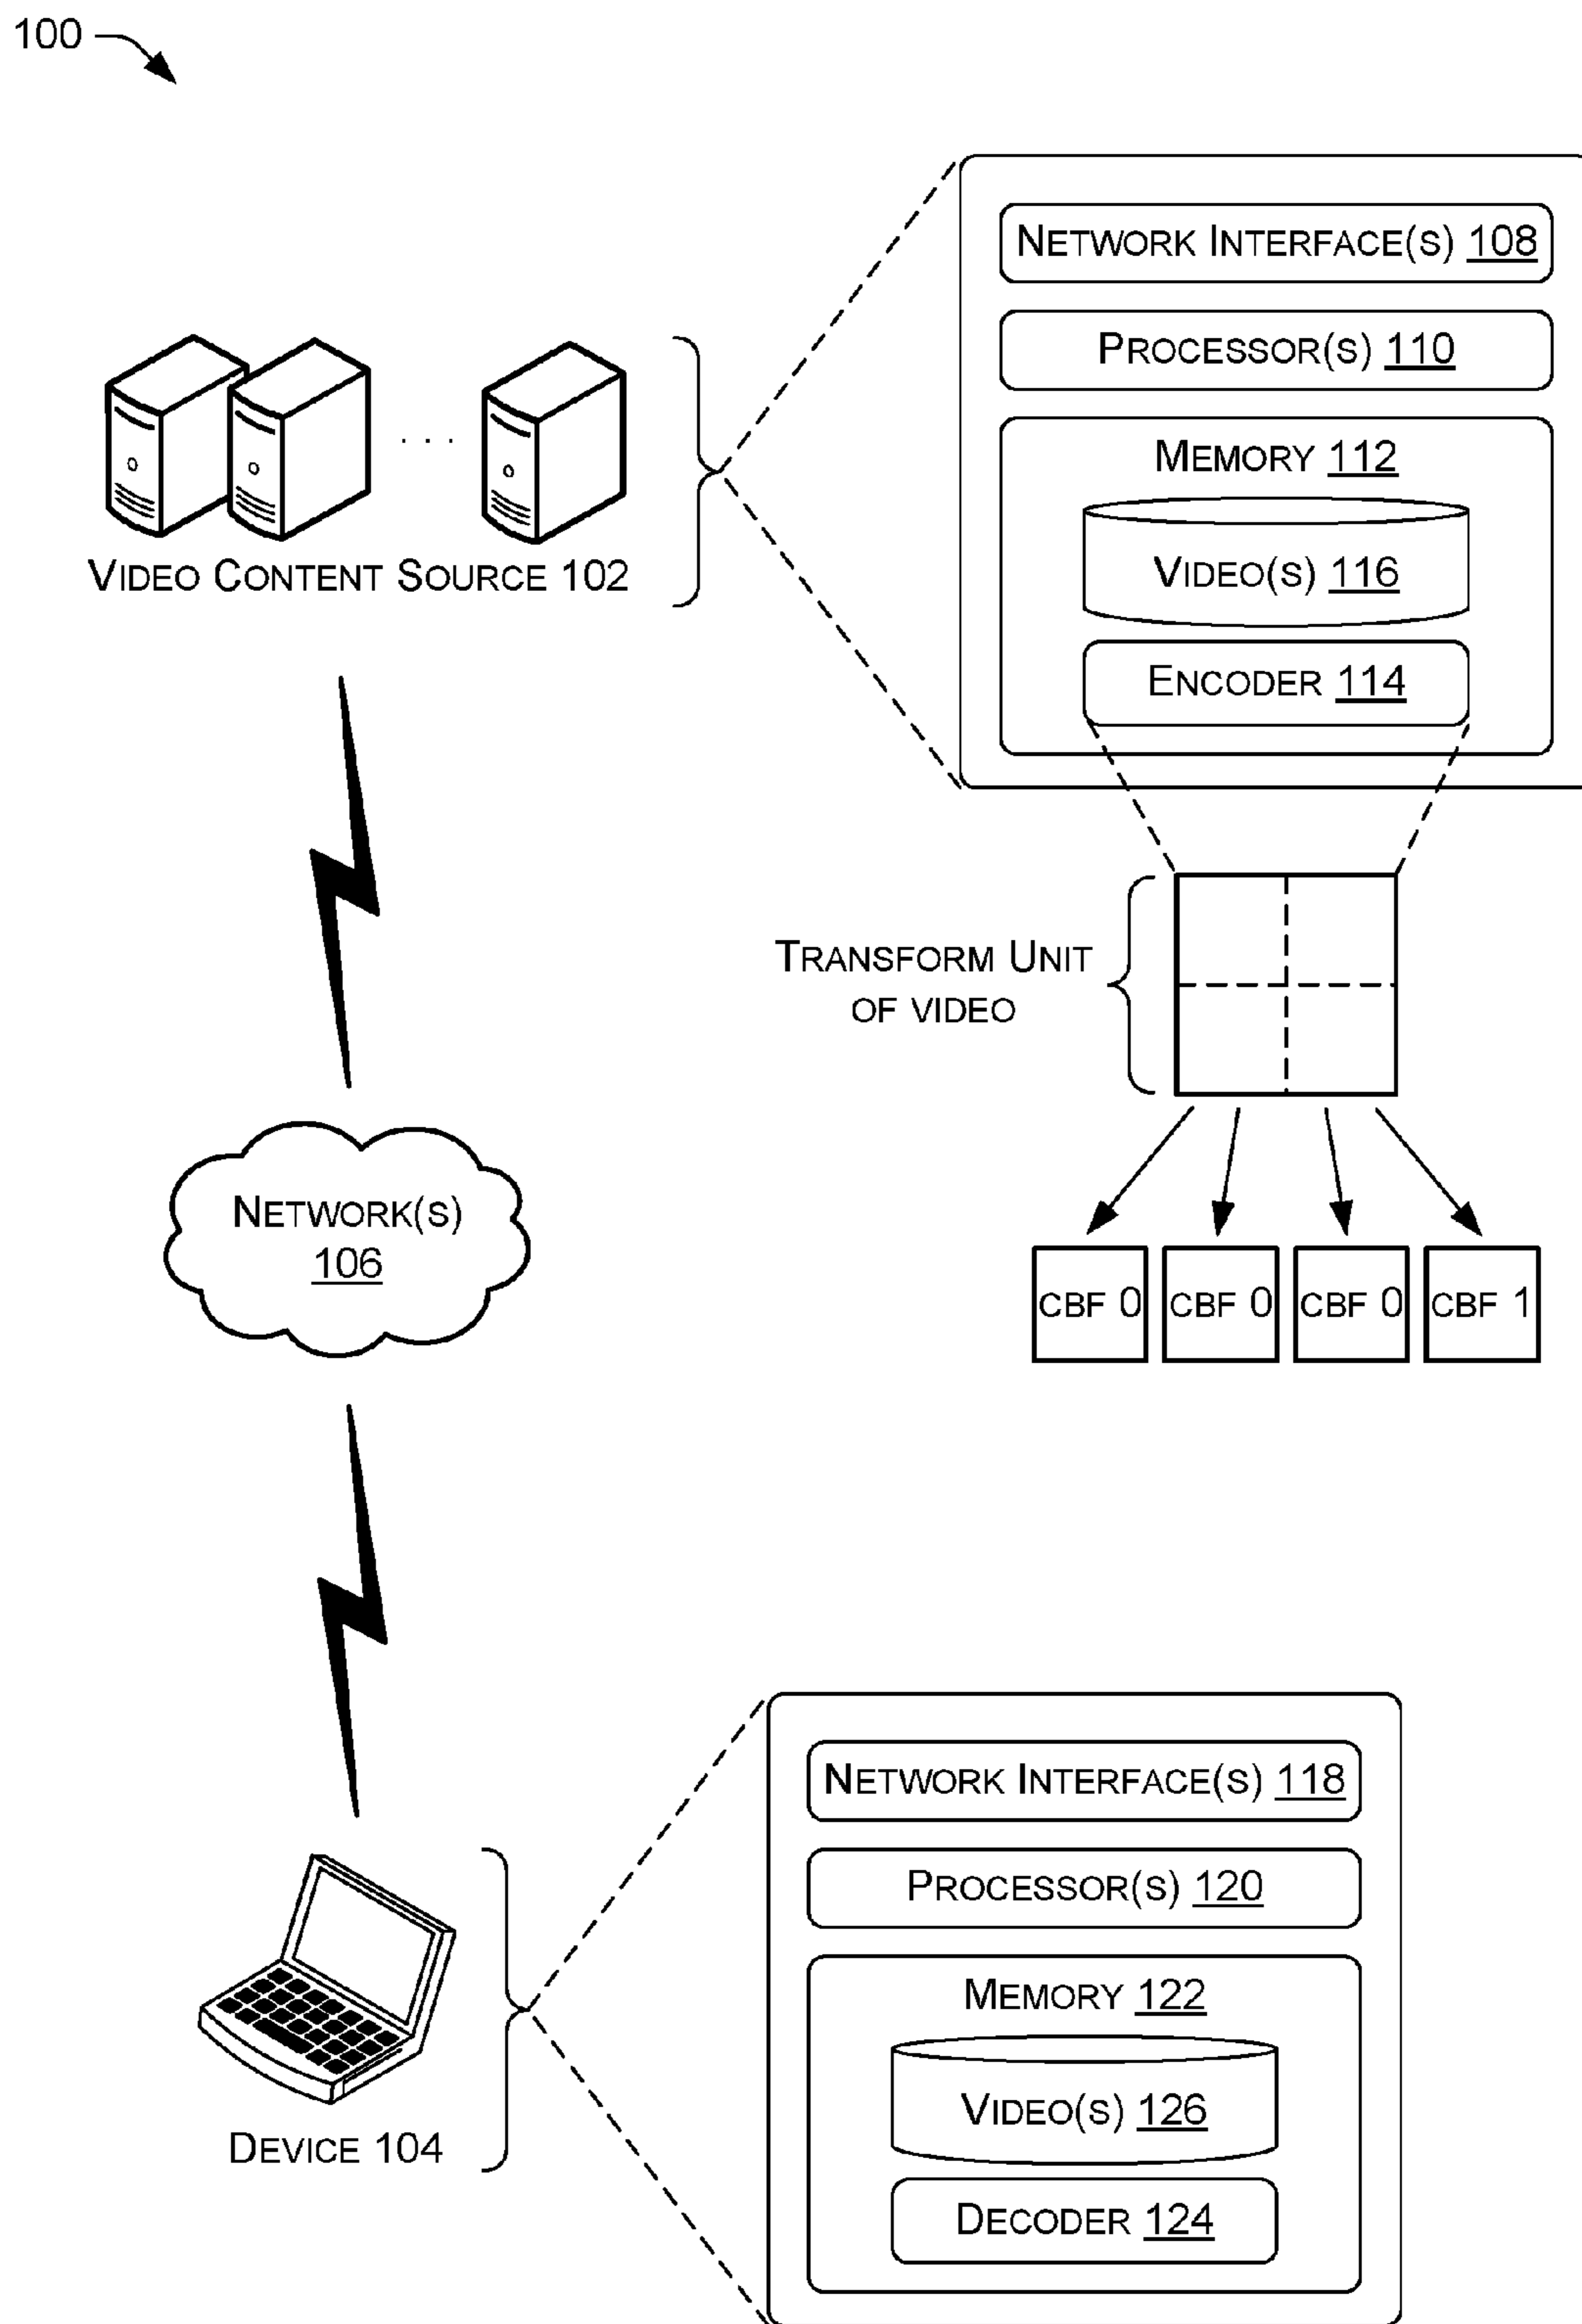 100
NETWORK INTERFACE(S) 108
PROCESSOR(S) 110
MEMORY 112
VIDEO(S) 116
ENCODER 114
VIDEO CONTENT SOURCE 102
TRANSFORM UNIT
OF VIDEO
NETWORK(S)
106
CBF 0 CBF 0 CBF 0 CBF 1
NETWORK INTERFACE(S) 118
PROCESSOR(S) 120
MEMORY 122
VIDEO(S) 126
DECODER 124
DEVICE 104